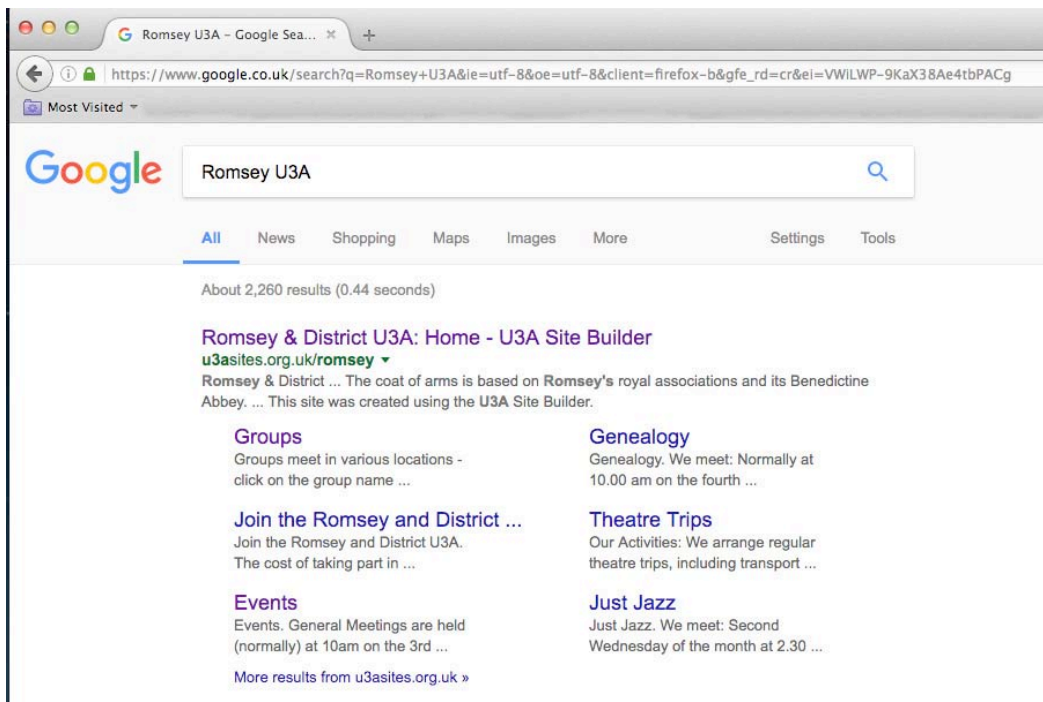 Romsey U3A – Google Sea...
https://www.google.co.uk/search?q=Romsey+U3A&ie=utf-8&oe=utf-8&client=firefox-b&gfe_rd=cr&ei=VWiLWP-9KaX38Ae4tbPACg
Most Visited
Google
Romsey U3A
All News Shopping Maps Images More Settings Tools
About 2,260 results (0.44 seconds)
Romsey & District U3A: Home - U3A Site Builder
u3asites.org.uk/romsey
Romsey & District ... The coat of arms is based on Romsey's royal associations and its Benedictine
Abbey. ... This site was created using the U3A Site Builder.
Groups
Groups meet in various locations -
click on the group name ...
Genealogy
Genealogy. We meet: Normally at
10.00 am on the fourth ...
Join the Romsey and District ...
Join the Romsey and District U3A.
The cost of taking part in ...
Theatre Trips
Our Activities: We arrange regular
theatre trips, including transport ...
Events
Events. General Meetings are held
(normally) at 10am on the 3rd ...
Just Jazz
Just Jazz. We meet: Second
Wednesday of the month at 2.30 ...
More results from u3asites.org.uk »